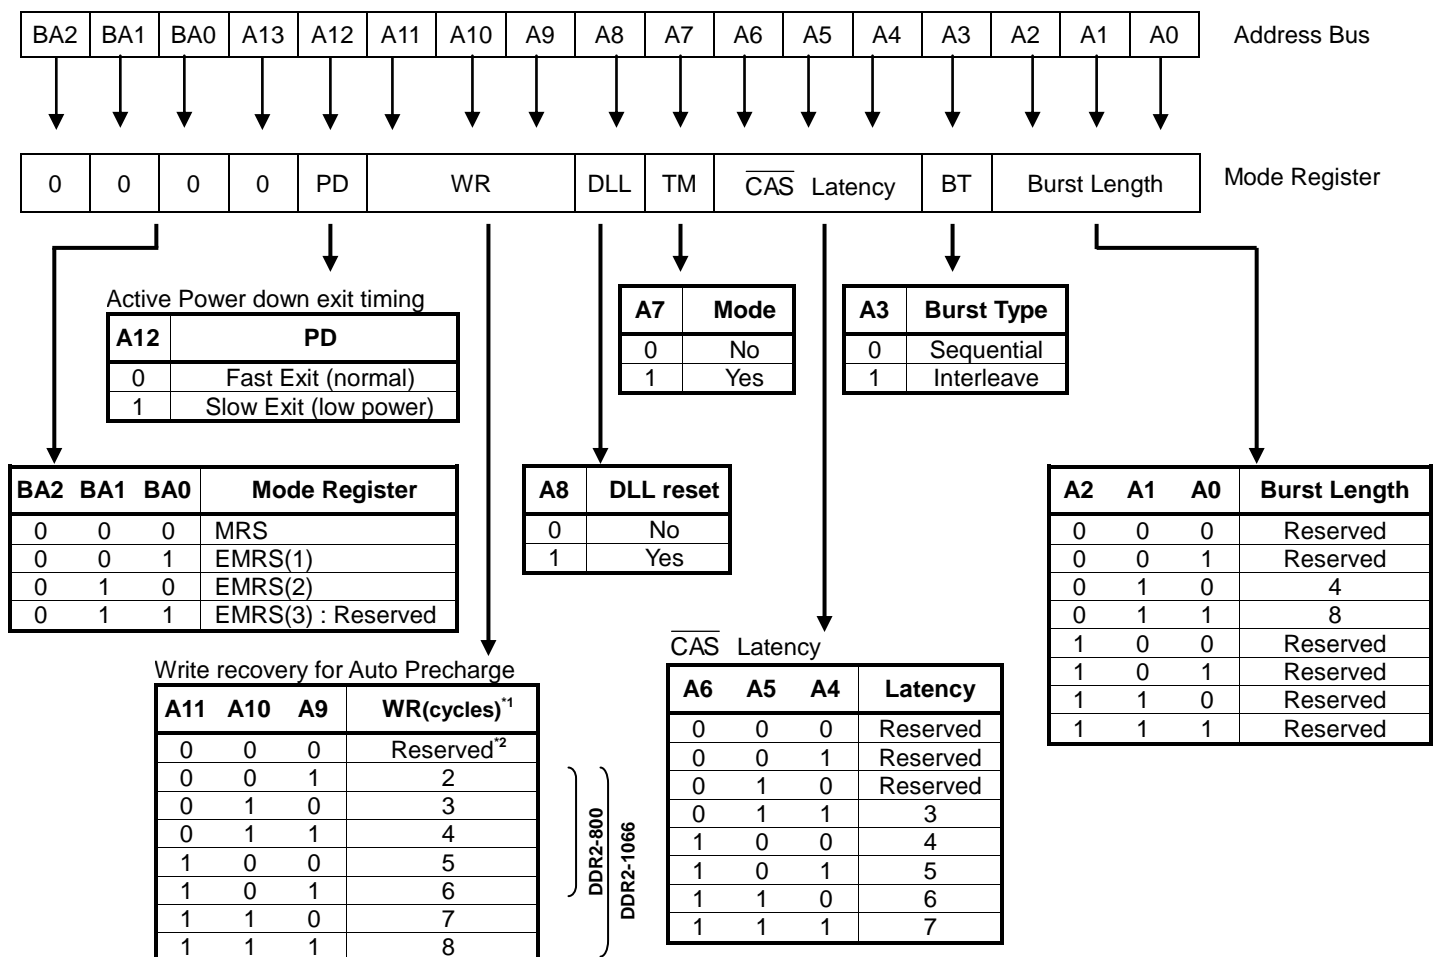 BA2 BA1 BA0 A13 A12 A11 A10 A9 A8 A7 A6 A5 A4 A3 A2 A1 A0 Address Bus
0 0 0 0 PD WR DLL TM CAS Latency BT Burst Length Mode Register
Active Power down exit timing
A12 PD
0 Fast Exit (normal)
1 Slow Exit (low power)
A7 Mode
0 No
1 Yes
A3 Burst Type
0 Sequential
1 Interleave
BA2 BA1 BA0 Mode Register
0 0 0 MRS
0 0 1 EMRS(1)
0 1 0 EMRS(2)
0 1 1 EMRS(3) : Reserved
A8 DLL reset
0 No
1 Yes
A2 A1 A0 Burst Length
0 0 0 Reserved
0 0 1 Reserved
0 1 0 4
0 1 1 8
1 0 0 Reserved
1 0 1 Reserved
1 1 0 Reserved
1 1 1 Reserved
Write recovery for Auto Precharge
A11 A10 A9 WR(cycles)*1
0 0 0 Reserved*2
0 0 1 2
0 1 0 3
0 1 1 4
1 0 0 5
1 0 1 6
1 1 0 7
1 1 1 8
DDR2-800
DDR2-1066
CAS Latency
A6 A5 A4 Latency
0 0 0 Reserved
0 0 1 Reserved
0 1 0 Reserved
0 1 1 3
1 0 0 4
1 0 1 5
1 1 0 6
1 1 1 7